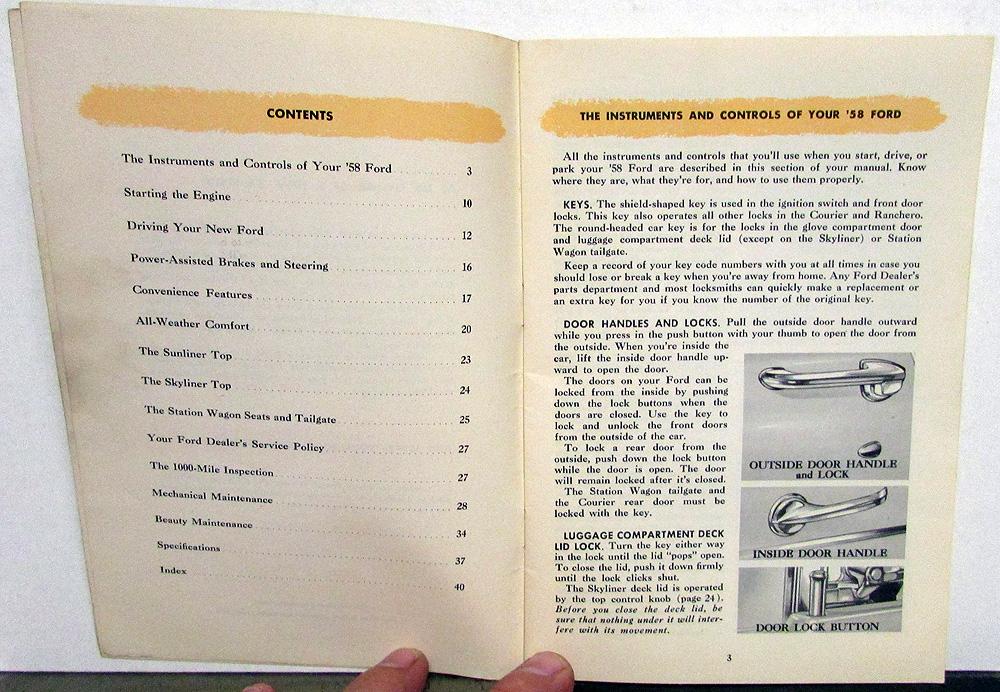 CONTENTS
The Instruments and Controls of Your '58 Ford 3
Starting the Engine 10
Driving Your New Ford 12
Power-Assisted Brakes and Steering 16
Convenience Features 17
All-Weather Comfort 20
The Sunliner Top 23
The Skyliner Top 24
The Station Wagon Seats and Tailgate 25
Your Ford Dealer's Service Policy 27
The 1000-Mile Inspection 27
Mechanical Maintenance 28
Beauty Maintenance 34
Specifications 37
Index 40
THE INSTRUMENTS AND CONTROLS OF YOUR '58 FORD
All the instruments and controls that you'll use when you start, drive, or
park your '58 Ford are described in this section of your manual. Know
where they are, what they're for, and how to use them properly.
KEYS. The shield-shaped key is used in the ignition switch and front door
locks. This key also operates all other locks in the Courier and Ranchero.
The round-headed car key is for the locks in the glove compartment door
and luggage compartment deck lid (except on the Skyliner) or Station
Wagon tailgate.
Keep a record of your key code numbers with you at all times in case you
should lose or break a key when you're away from home. Any Ford Dealer's
parts department and most locksmiths can quickly make a replacement or
an extra key for you if you know the number of the original key.
DOOR HANDLES AND LOCKS. Pull the outside door handle outward
while you press in the push button with your thumb to open the door from
the outside. When you're inside the
car, lift the inside door handle up-
ward to open the door.
The doors on your Ford can be
locked from the inside by pushing
down the lock buttons when the
doors are closed. Use the key to
lock and unlock the front doors
from the outside of the car.
To lock a rear door from the
outside, push down the lock button
while the door is open. The door
will remain locked after it's closed.
The Station Wagon tailgate and
the Courier rear door must be
locked with the key.
LUGGAGE COMPARTMENT DECK
LID LOCK. Turn the key either way
in the lock until the lid "pops" open.
To close the lid, push it down firmly
until the lock clicks shut.
The Skyliner deck lid is operated
by the top control knob (page 24).
Before you close the deck lid, be
sure that nothing under it will inter-
fere with its movement.
OUTSIDE DOOR HANDLE
and LOCK
INSIDE DOOR HANDLE
DOOR LOCK BUTTON
3